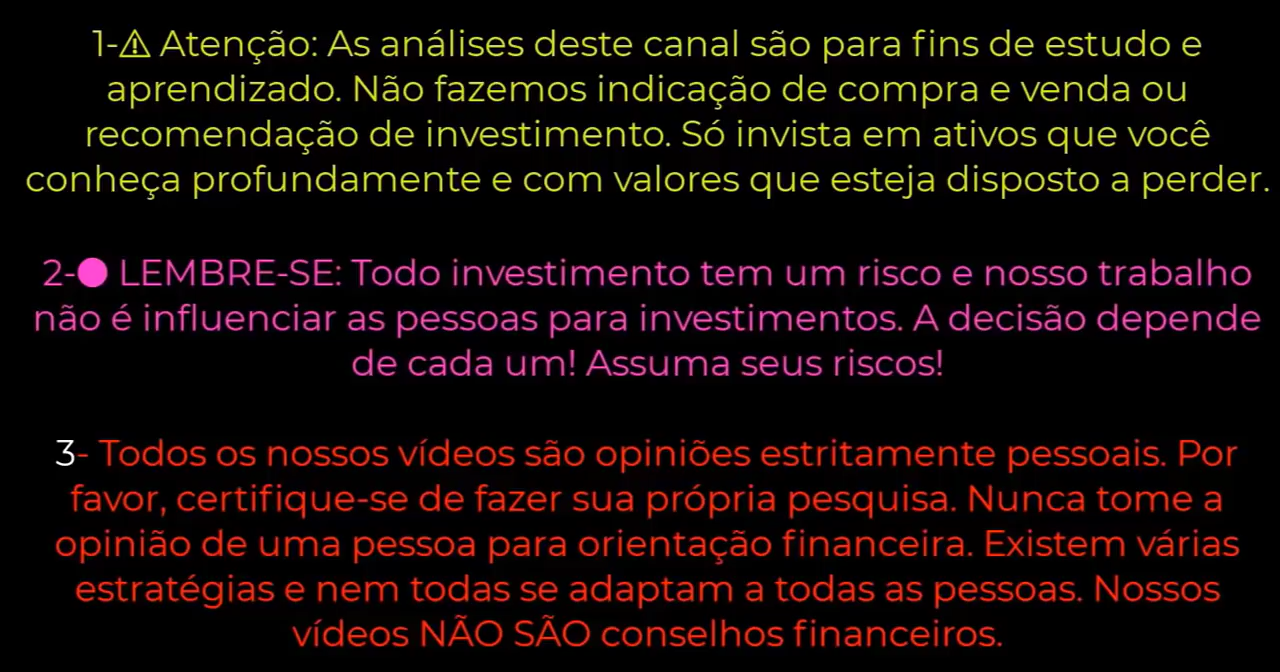 1-⚠ Atenção: As análises deste canal são para fins de estudo e
aprendizado. Não fazemos indicação de compra e venda ou
recomendação de investimento. Só invista em ativos que você
conheça profundamente e com valores que esteja disposto a perder.
2-● LEMBRE-SE: Todo investimento tem um risco e nosso trabalho
não é influenciar as pessoas para investimentos. A decisão depende
de cada um! Assuma seus riscos!
3- Todos os nossos vídeos são opiniões estritamente pessoais. Por
favor, certifique-se de fazer sua própria pesquisa. Nunca tome a
opinião de uma pessoa para orientação financeira. Existem várias
estratégias e nem todas se adaptam a todas as pessoas. Nossos
vídeos NÃO SÃO conselhos financeiros.